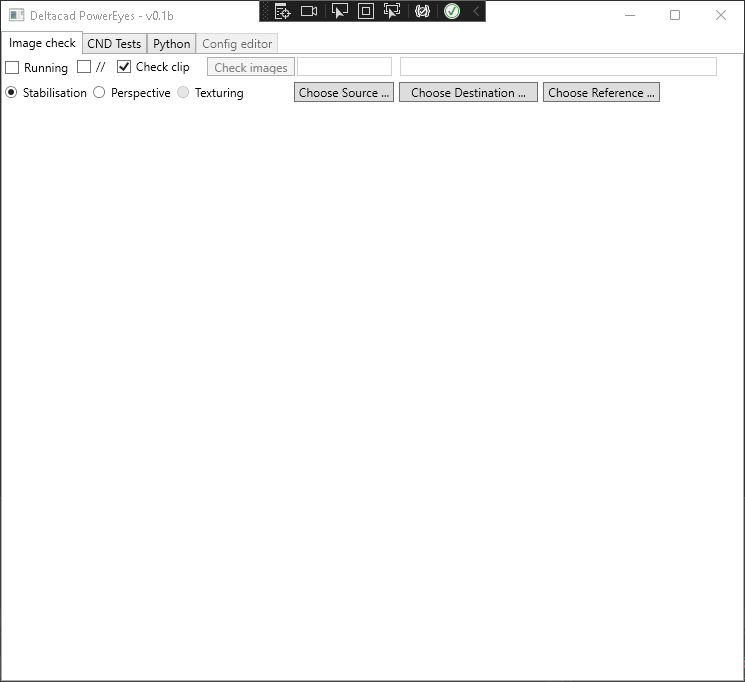 Deltacad PowerEyes - v0.1b
Image check CND Tests Python Config editor
Running // Check clip Check images
Stabilisation Perspective Texturing Choose Source ... Choose Destination ... Choose Reference ...